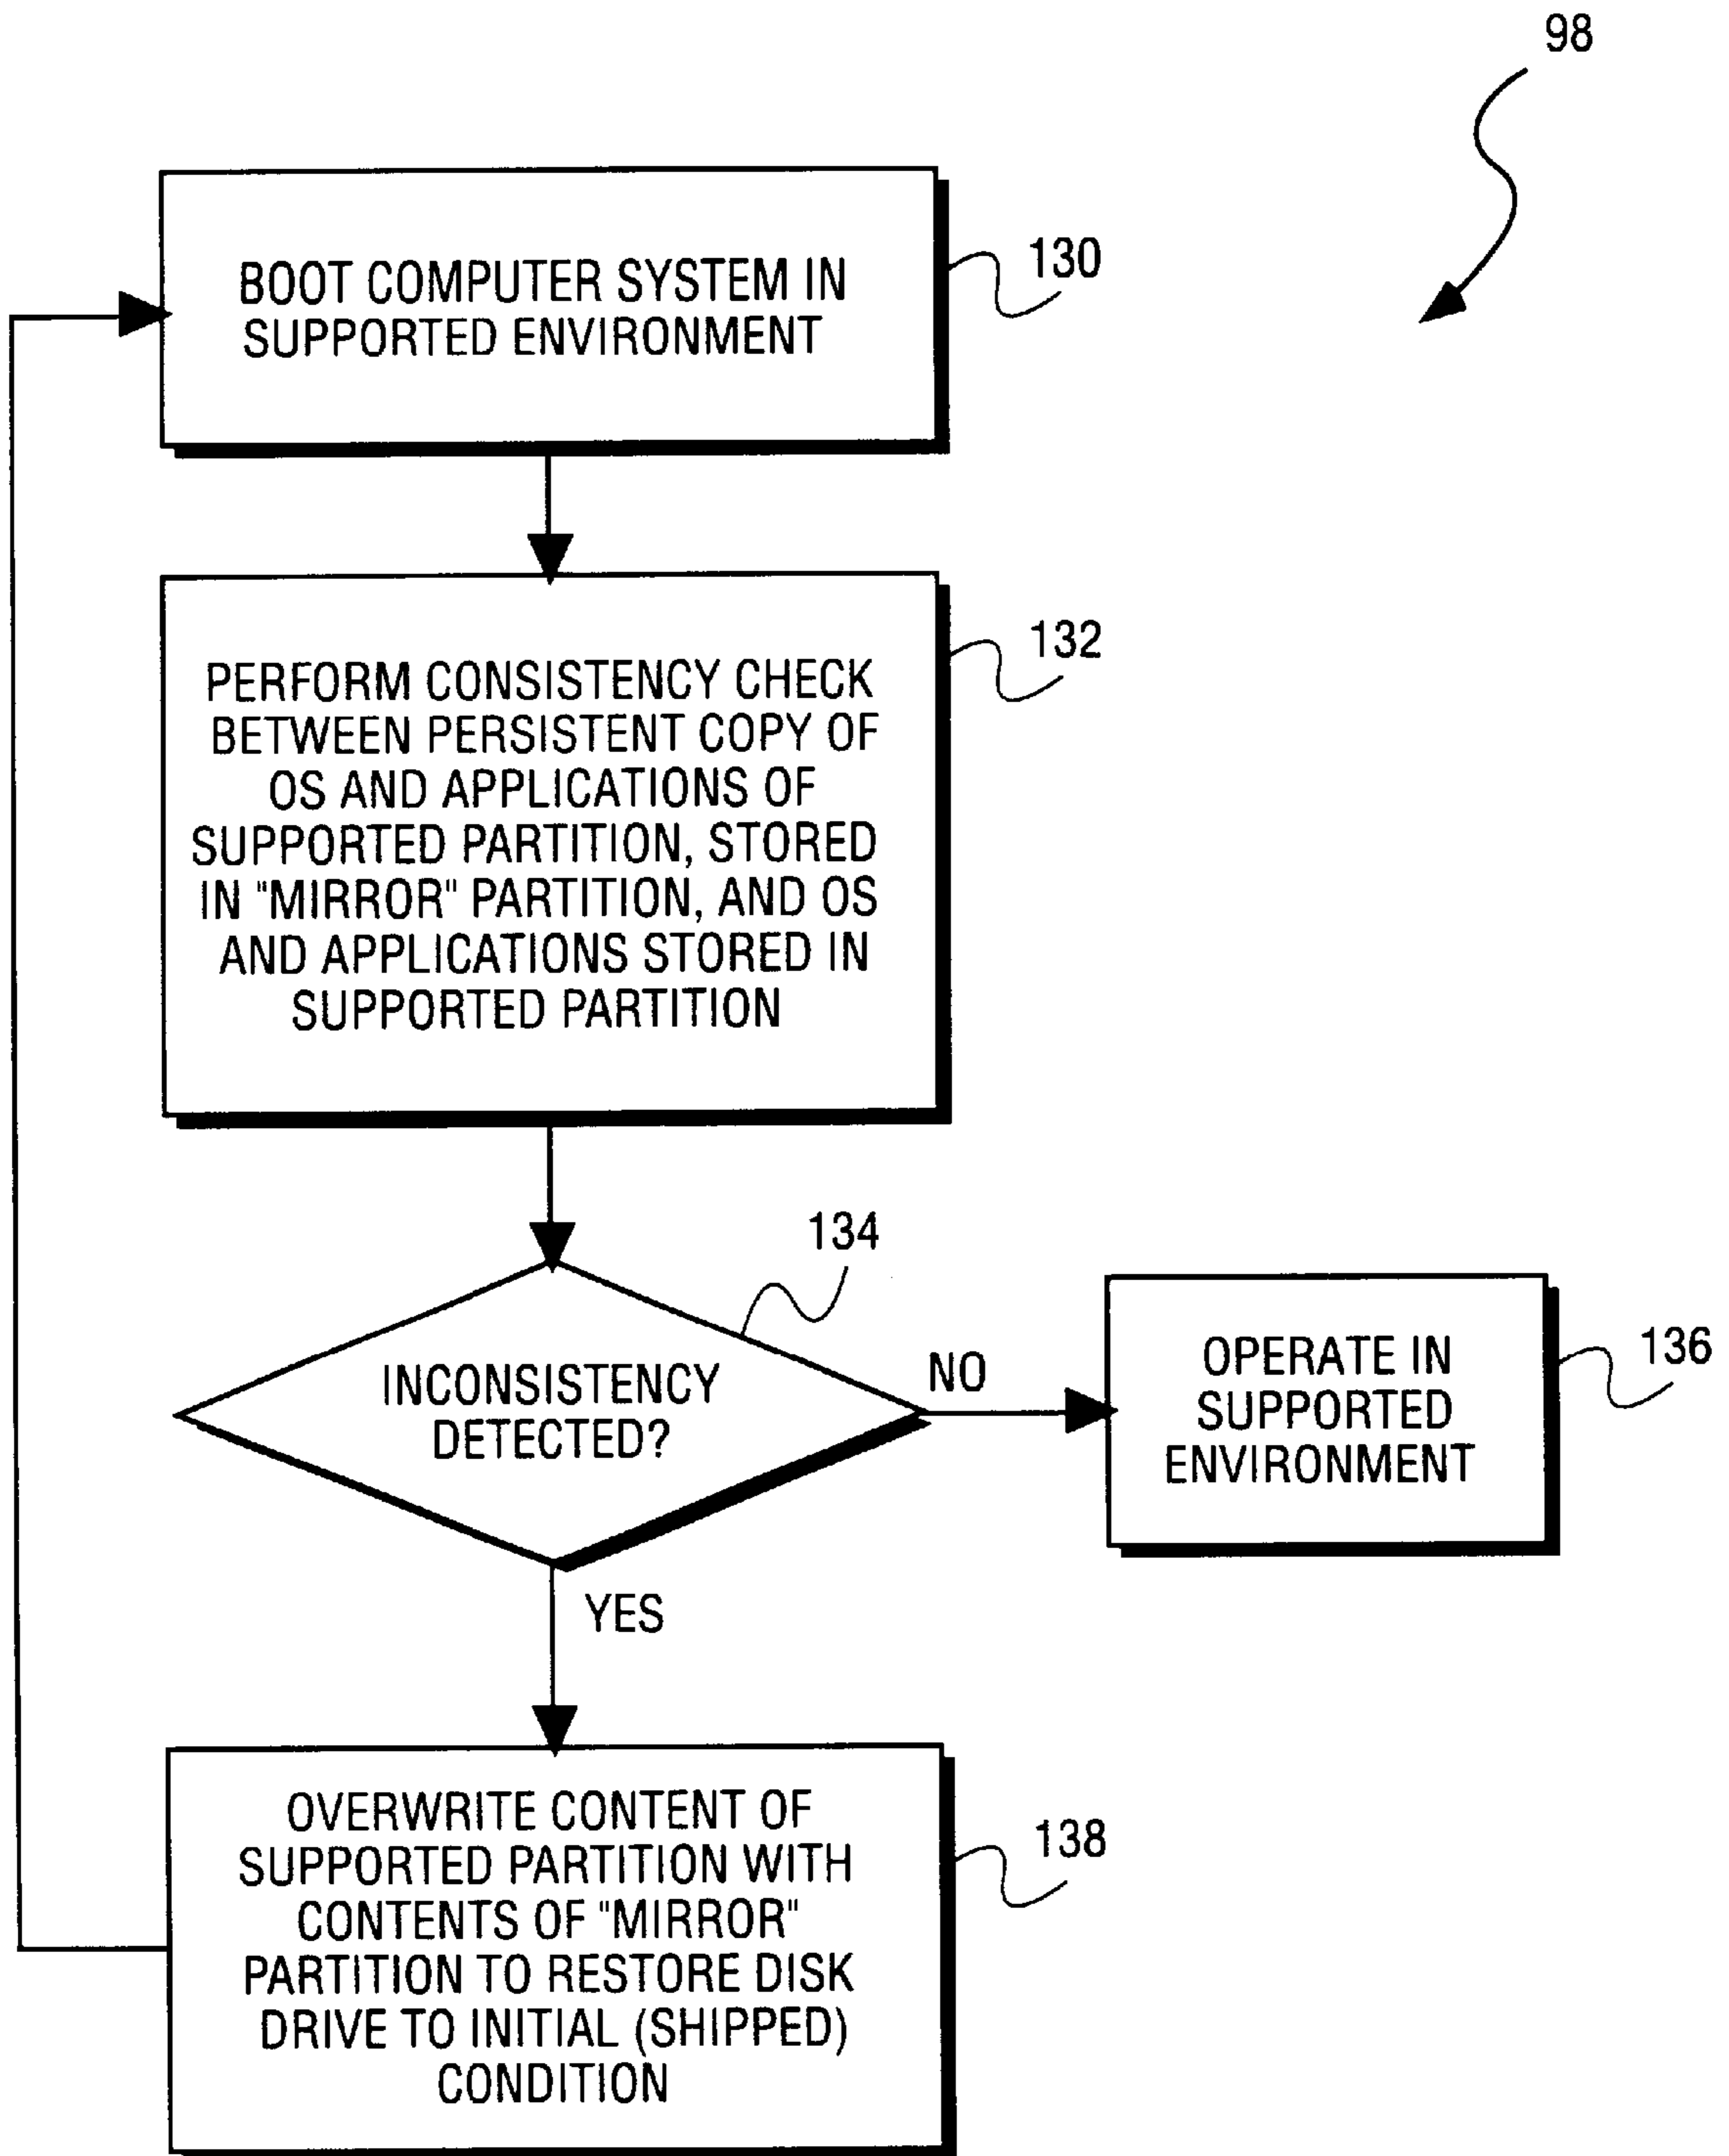 98
BOOT COMPUTER SYSTEM IN
SUPPORTED ENVIRONMENT
130
PERFORM CONSISTENCY CHECK
BETWEEN PERSISTENT COPY OF
OS AND APPLICATIONS OF
SUPPORTED PARTITION, STORED
IN "MIRROR" PARTITION, AND OS
AND APPLICATIONS STORED IN
SUPPORTED PARTITION
132
INCONSISTENCY
DETECTED?
134
NO
OPERATE IN
SUPPORTED
ENVIRONMENT
136
YES
OVERWRITE CONTENT OF
SUPPORTED PARTITION WITH
CONTENTS OF "MIRROR"
PARTITION TO RESTORE DISK
DRIVE TO INITIAL (SHIPPED)
CONDITION
138